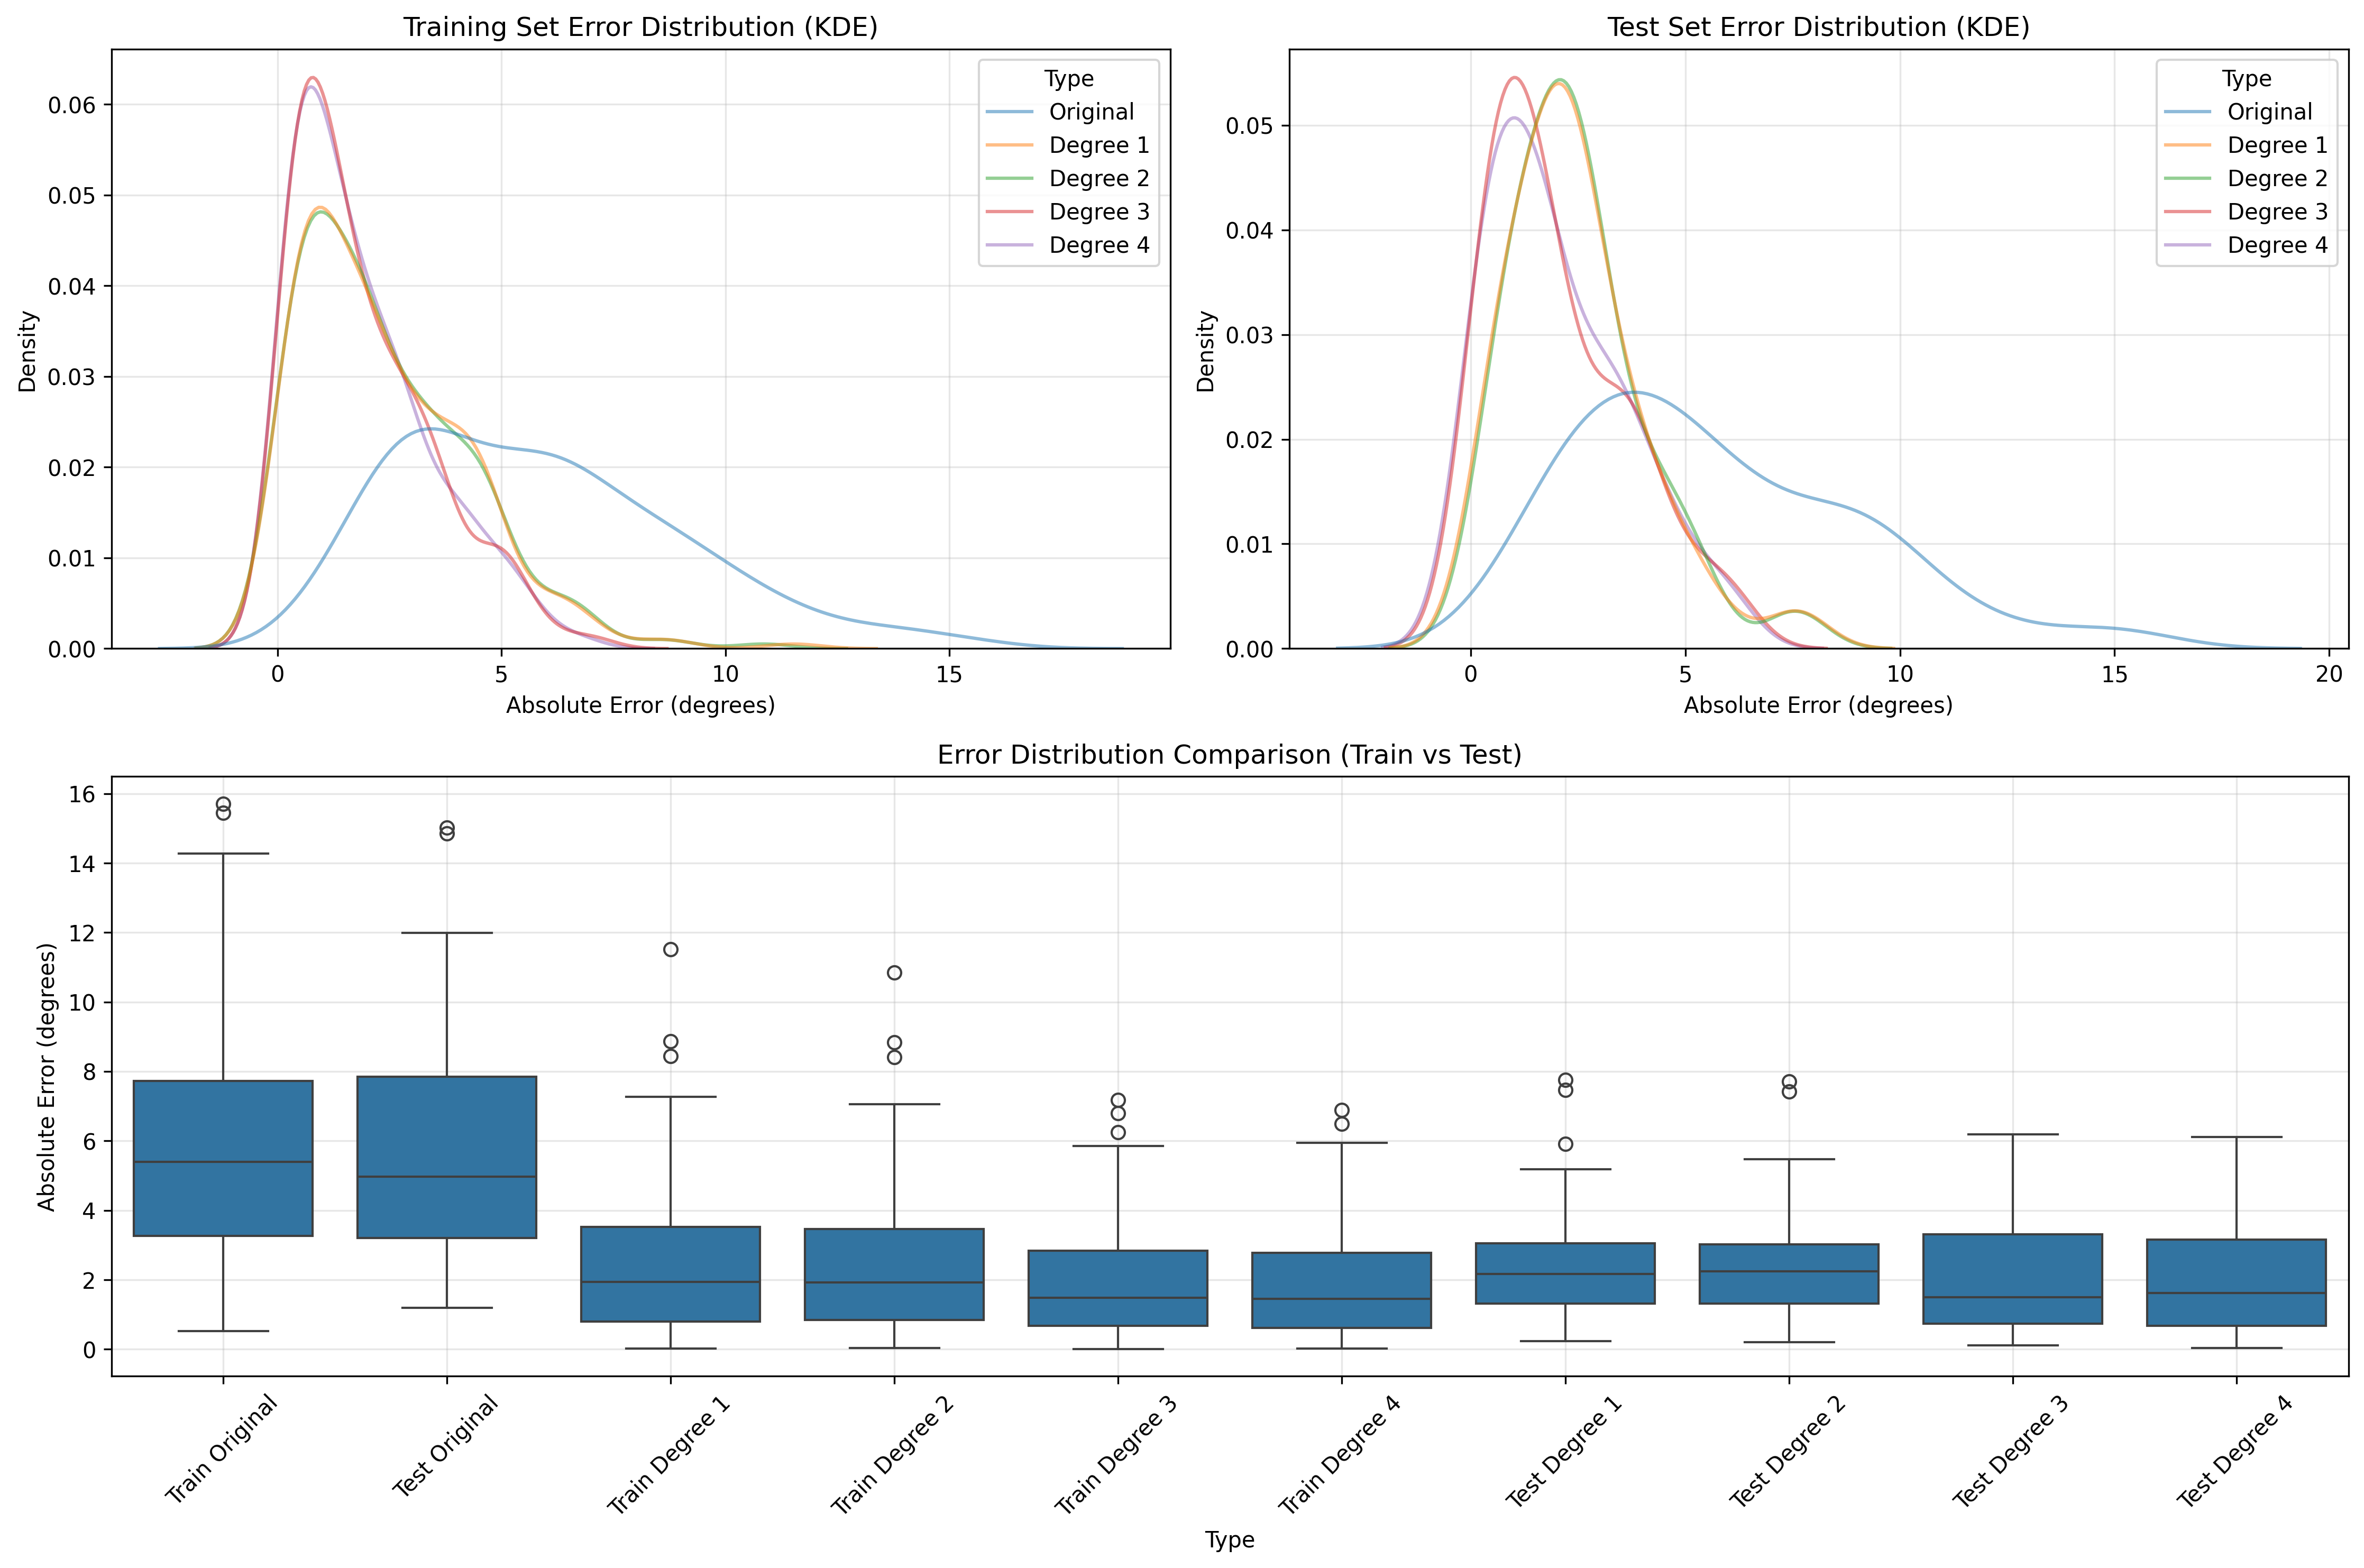 Training Set Error Distribution (KDE)
Density
0.06
0.05
0.04
0.03
0.02
0.01
0.00
0 5 10 15
Absolute Error (degrees)
Type
Original
Degree 1
Degree 2
Degree 3
Degree 4
Test Set Error Distribution (KDE)
Density
0.05
0.04
0.03
0.02
0.01
0.00
0 5 10 15 20
Absolute Error (degrees)
Type
Original
Degree 1
Degree 2
Degree 3
Degree 4
Error Distribution Comparison (Train vs Test)
Absolute Error (degrees)
16
14
12
10
8
6
4
2
0
Train Original
Test Original
Train Degree 1
Train Degree 2
Train Degree 3
Train Degree 4
Test Degree 1
Test Degree 2
Test Degree 3
Test Degree 4
Type